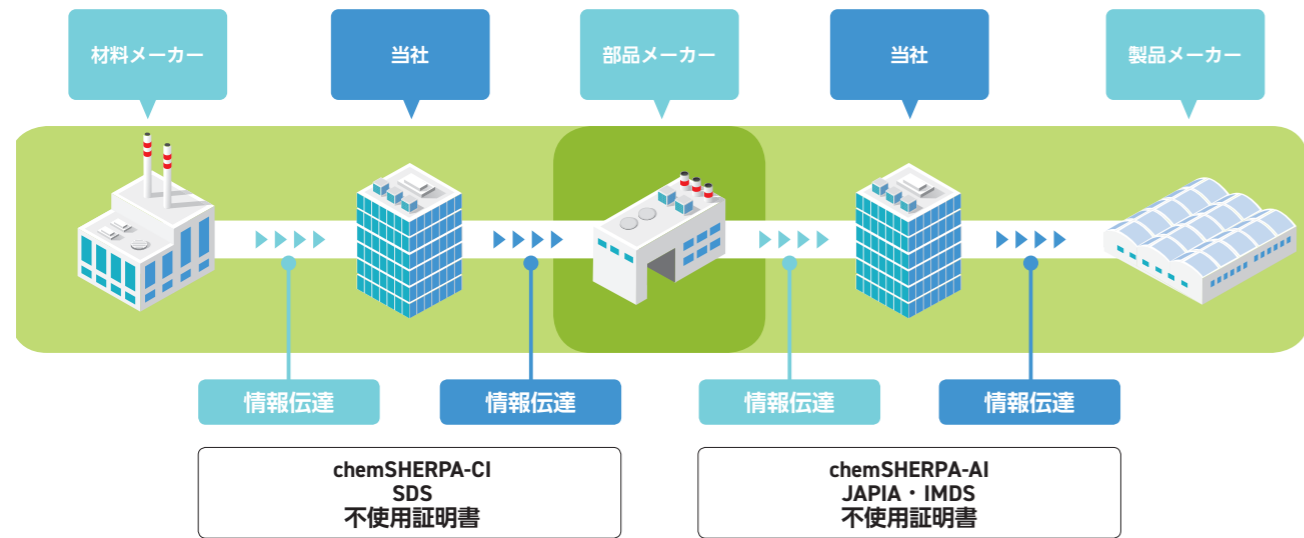 材料メーカー
当社
部品メーカー
当社
製品メーカー
情報伝達
情報伝達
情報伝達
情報伝達
chemSHERPA-CI
SDS
不使用証明書
chemSHERPA-AI
JAPIA・IMDS
不使用証明書